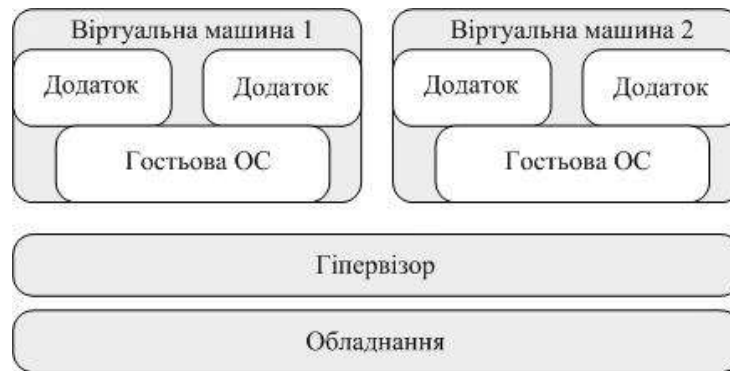 Віртуальна машина 1
Віртуальна машина 2
Додаток
Додаток
Додаток
Додаток
Гостьова ОС
Гостьова ОС
Гіпервізор
Обладнання